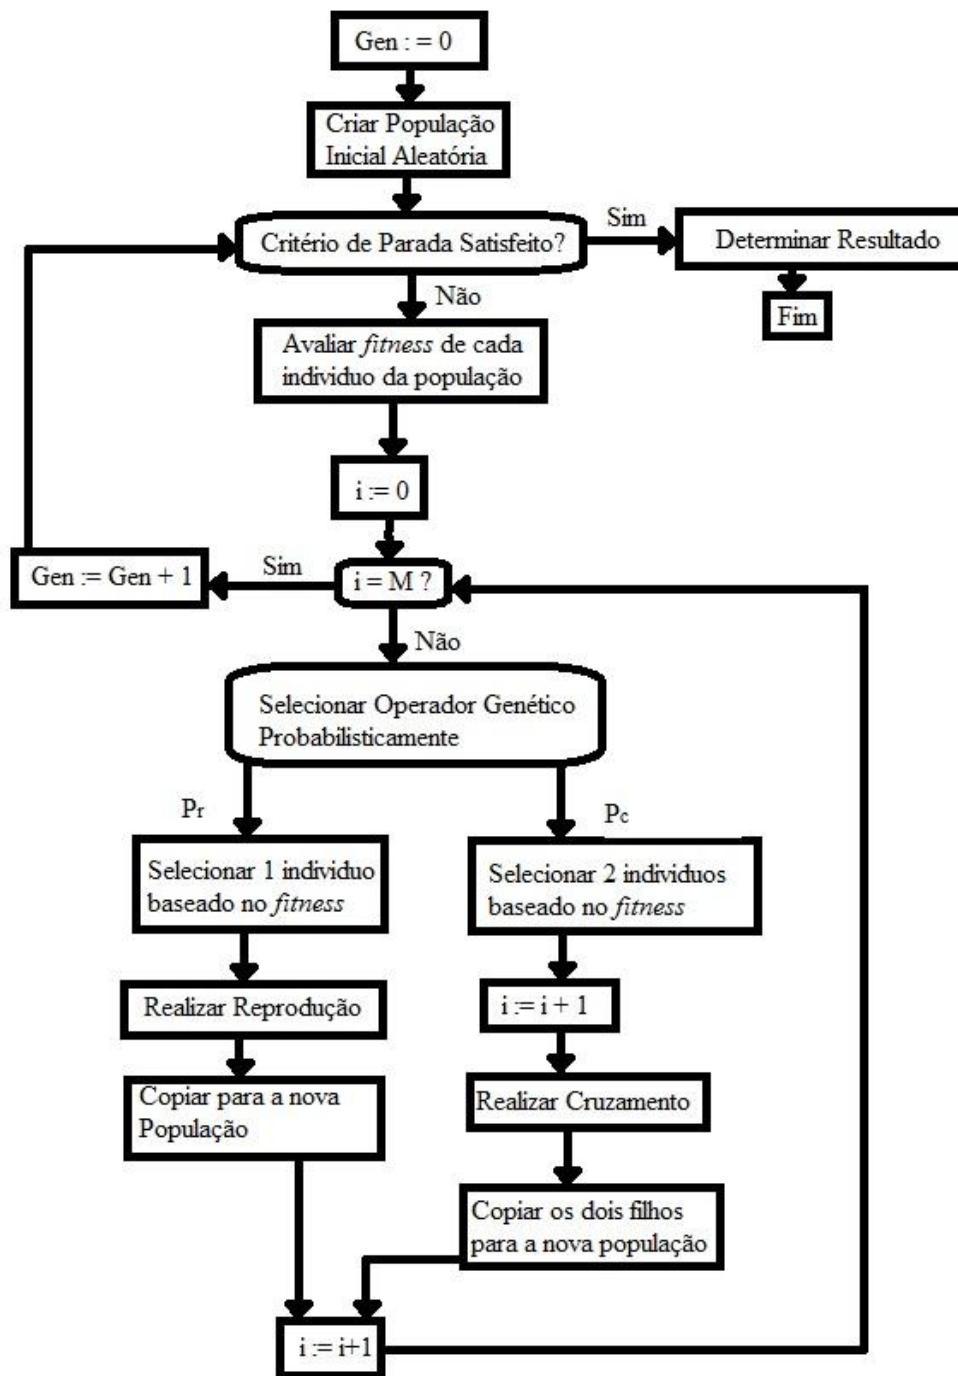 Gen : = 0
Criar População
Inicial Aleatória
Critério de Parada Satisfeito?
Sim
Determinar Resultado
Fim
Não
Avaliar fitness de cada
individuo da população
i := 0
i = M ?
Sim
Gen := Gen + 1
Não
Selecionar Operador Genético
Probabilisticamente
Pr
Selecionar 1 individuo
baseado no fitness
Realizar Reprodução
Copiar para a nova
População
Pc
Selecionar 2 individuos
baseado no fitness
i := i + 1
Realizar Cruzamento
Copiar os dois filhos
para a nova população
i := i+1